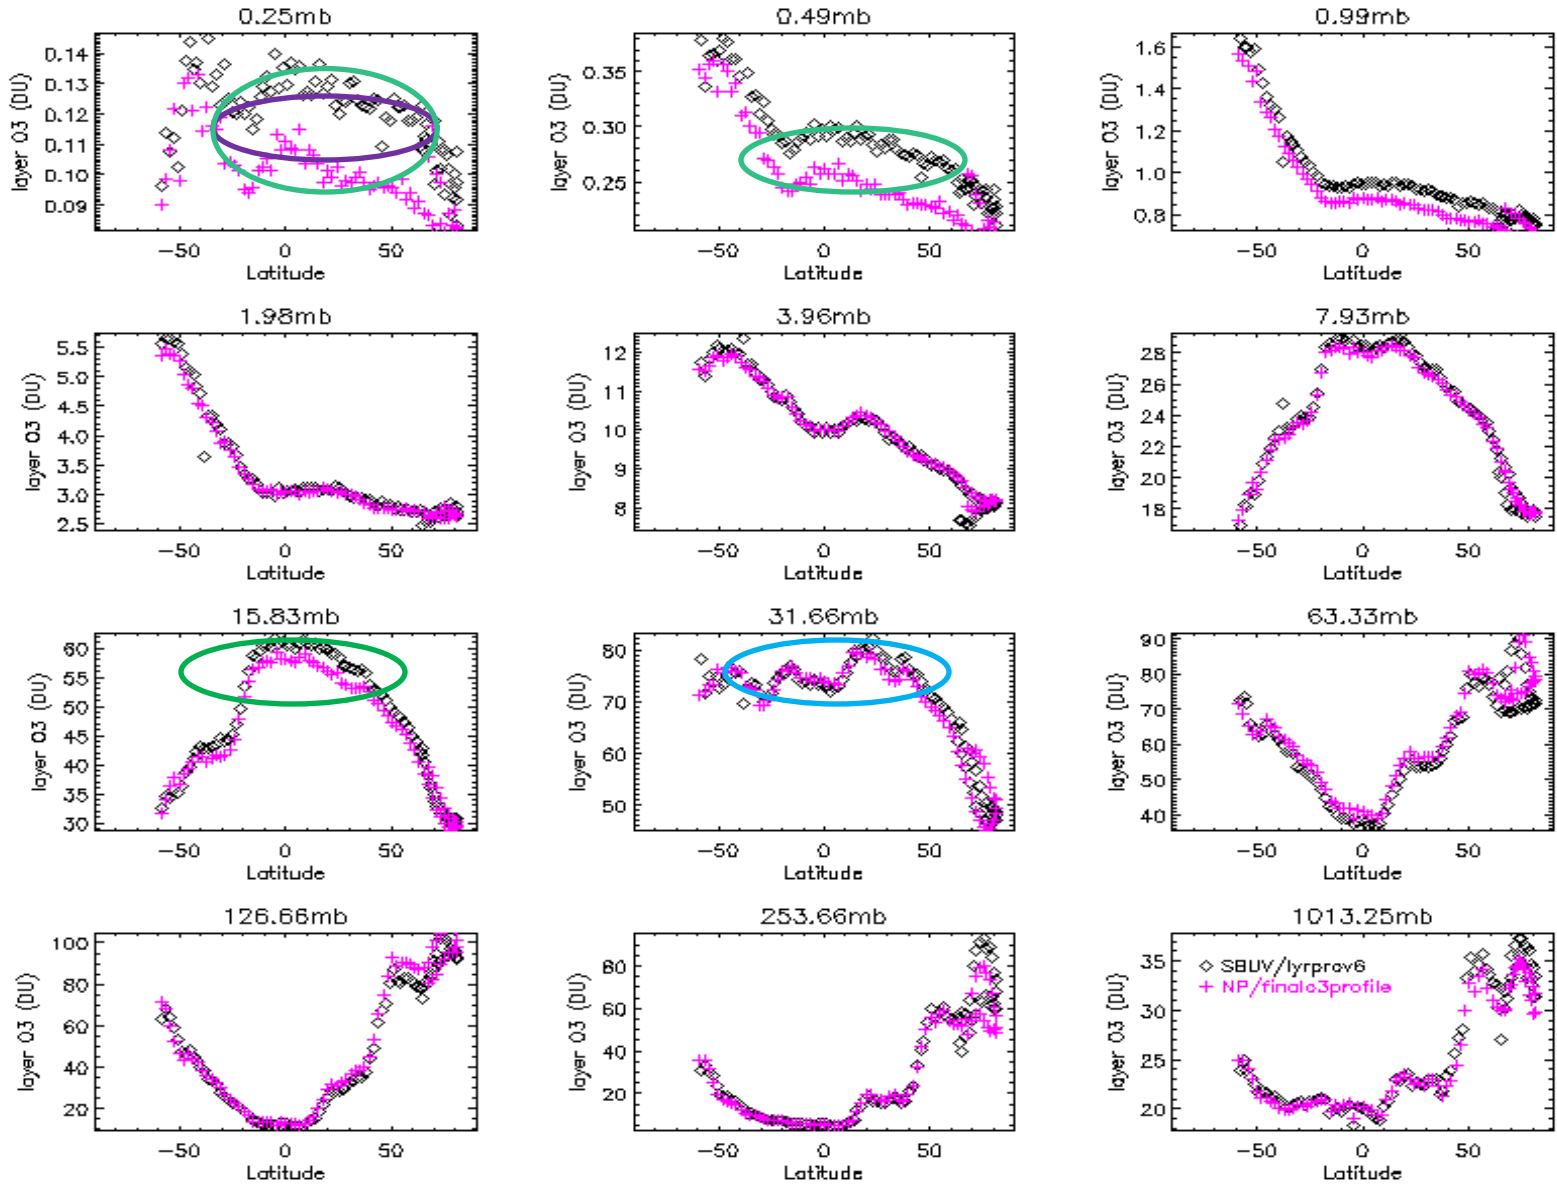 0.25mb
0.49mb
0.99mb
layer O3 (DU)
0.14
0.13
0.12
0.11
0.10
0.09
layer O3 (DU)
0.35
0.30
0.25
layer O3 (DU)
1.6
1.4
1.2
1.0
0.8
−50 0 50
−50 0 50
−50 0 50
Latitude
Latitude
Latitude
1.98mb
3.96mb
7.93mb
layer O3 (DU)
5.5
5.0
4.5
4.0
3.5
3.0
2.5
layer O3 (DU)
12
11
10
9
8
layer O3 (DU)
28
26
24
22
20
18
−50 0 50
−50 0 50
−50 0 50
Latitude
Latitude
Latitude
15.83mb
31.66mb
63.33mb
layer O3 (DU)
60
55
50
45
40
35
30
layer O3 (DU)
80
70
60
50
layer O3 (DU)
90
80
70
60
50
40
−50 0 50
−50 0 50
−50 0 50
Latitude
Latitude
Latitude
126.66mb
253.66mb
1013.25mb
layer O3 (DU)
100
80
60
40
20
layer O3 (DU)
80
60
40
20
layer O3 (DU)
35
30
25
20
SBUV/lyrprov6
NP/finalo3profile
−50 0 50
−50 0 50
−50 0 50
Latitude
Latitude
Latitude